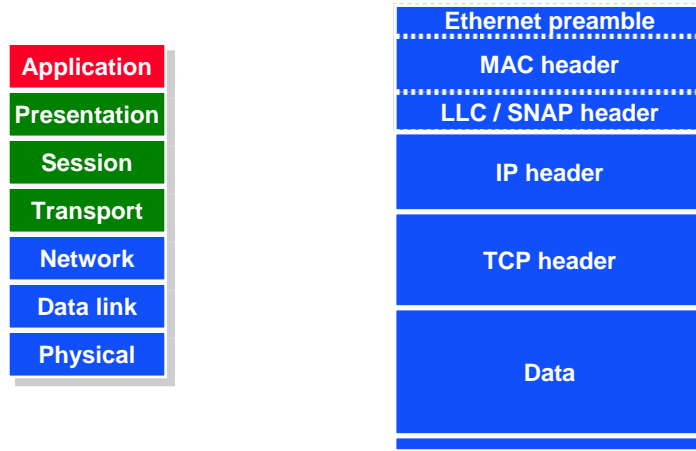 Application
Presentation
Session
Transport
Network
Data link
Physical
Ethernet preamble
MAC header
LLC / SNAP header
IP header
TCP header
Data